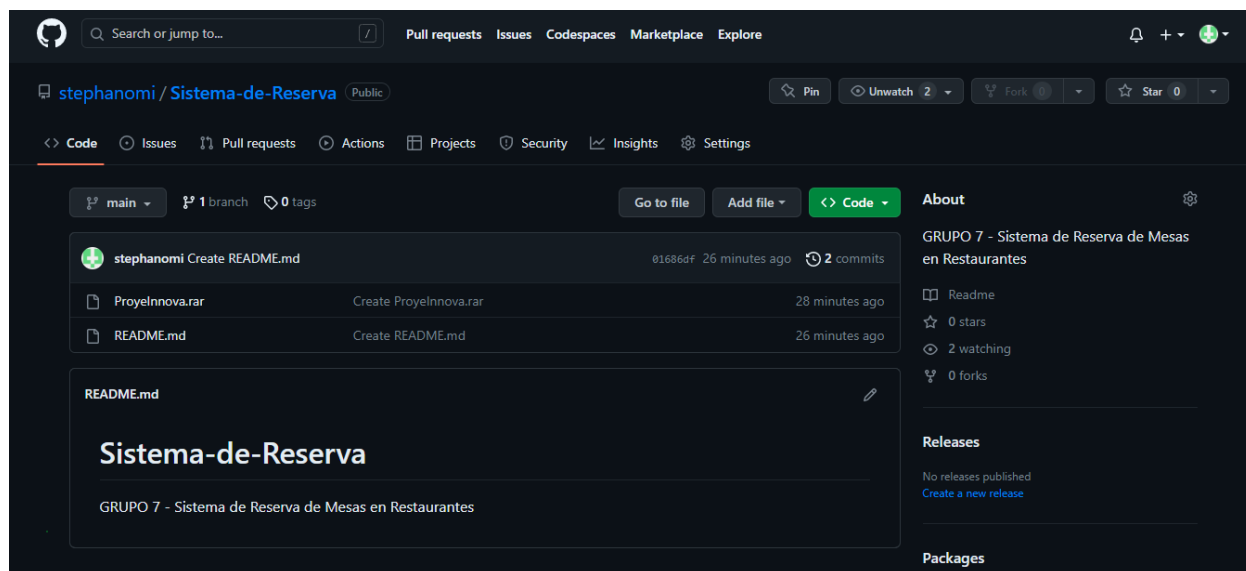 Search or jump to... / Pull requests Issues Codespaces Marketplace Explore
stephanomi / Sistema-de-Reserva Public Pin Unwatch 2 Fork 0 Star 0
Code Issues Pull requests Actions Projects Security Insights Settings
main 1 branch 0 tags Go to file Add file Code
stephanomi Create README.md 01686df 26 minutes ago 2 commits
ProyeInnova.rar Create ProyeInnova.rar 28 minutes ago
README.md Create README.md 26 minutes ago
README.md
Sistema-de-Reserva
GRUPO 7 - Sistema de Reserva de Mesas en Restaurantes
About
GRUPO 7 - Sistema de Reserva de Mesas
en Restaurantes
Readme
0 stars
2 watching
0 forks
Releases
No releases published
Create a new release
Packages